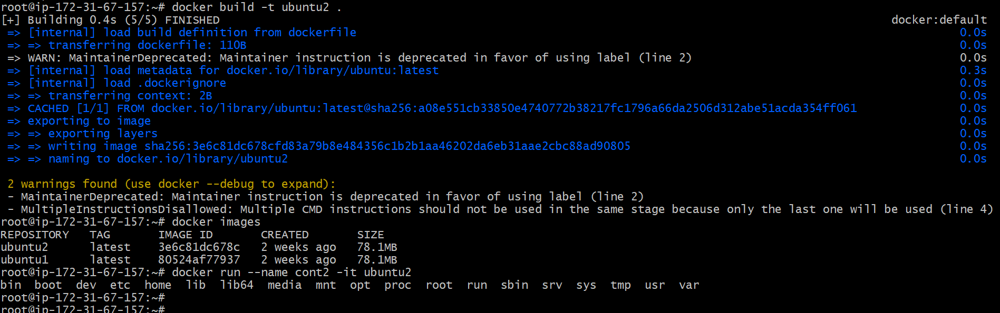 root@ip-172-31-67-157:~# docker build -t ubuntu2 .
[+] Building 0.4s (5/5) FINISHED docker:default
=> [internal] load build definition from dockerfile 0.0s
=> => transferring dockerfile: 110B 0.0s
=> WARN: MaintainerDeprecated: Maintainer instruction is deprecated in favor of using label (line 2) 0.0s
=> [internal] load metadata for docker.io/library/ubuntu:latest 0.3s
=> [internal] load .dockerignore 0.0s
=> => transferring context: 2B 0.0s
=> CACHED [1/1] FROM docker.io/library/ubuntu:latest@sha256:a08e551cb33850e4740772b38217fc1796a66da2506d312abe51acda354ff061 0.0s
=> exporting to image 0.0s
=> => exporting layers 0.0s
=> => writing image sha256:3e6c81dc678cfd83a79b8e484356c1b2b1aa46202da6eb31aae2cbc88ad90805 0.0s
=> => naming to docker.io/library/ubuntu2 0.0s
2 warnings found (use docker --debug to expand):
- MaintainerDeprecated: Maintainer instruction is deprecated in favor of using label (line 2)
- MultipleInstructionsDisallowed: Multiple CMD instructions should not be used in the same stage because only the last one will be used (line 4)
root@ip-172-31-67-157:~# docker images
REPOSITORY TAG IMAGE ID CREATED SIZE
ubuntu2 latest 3e6c81dc678c 2 weeks ago 78.1MB
ubuntu1 latest 80524af77937 2 weeks ago 78.1MB
root@ip-172-31-67-157:~# docker run --name cont2 -it ubuntu2
bin boot dev etc home lib lib64 media mnt opt proc root run sbin srv sys tmp usr var
root@ip-172-31-67-157:~#
root@ip-172-31-67-157:~#